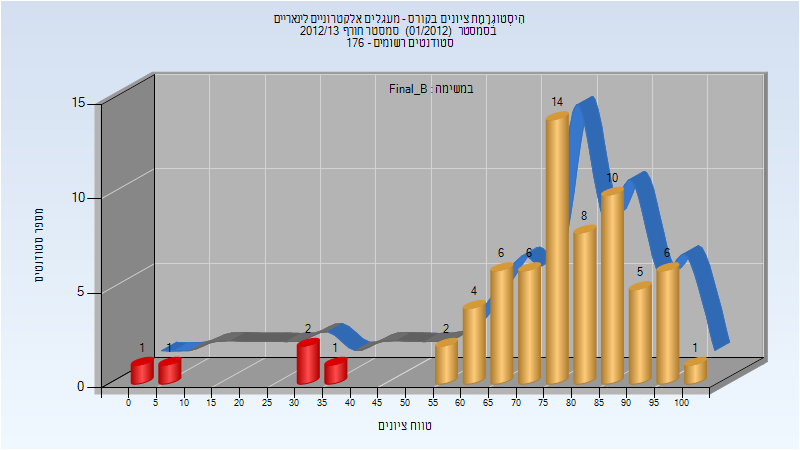 היסטוגרמת ציונים בקורס - מעגלים אלקטרוניים לינאריים
בסמסטר (01/2012) סמסטר חורף 2012/13
סטודנטים רשומים - 176
במשימה : Final_B
מספר סטודנטים
15
10
5
0
1
1
2
1
2
4
6
6
14
8
10
5
6
1
0 5 10 15 20 25 30 35 40 45 50 55 60 65 70 75 80 85 90 95 100
טווח ציונים